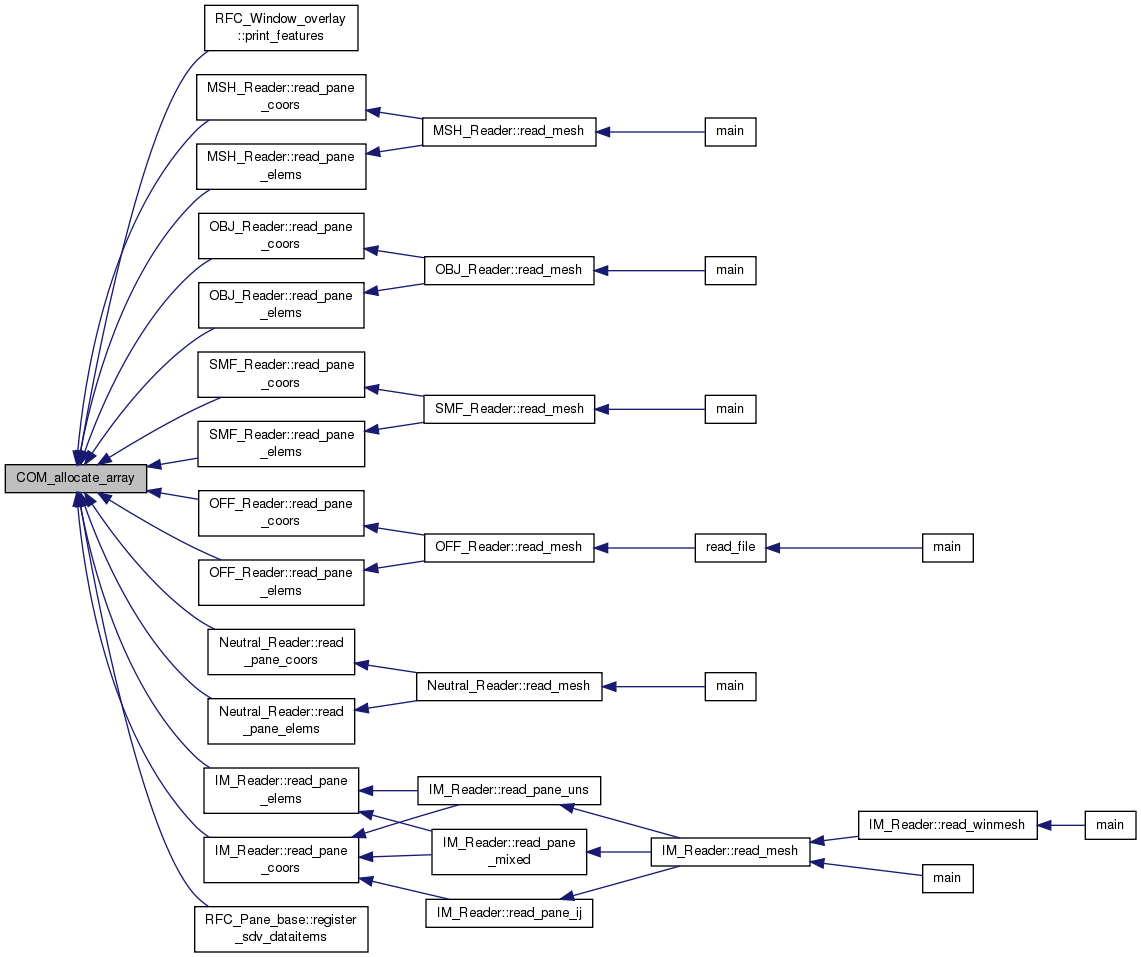 RFC_Window_overlay
::print_features
MSH_Reader::read_pane
_coors
MSH_Reader::read_pane
_elems
MSH_Reader::read_mesh
main
OBJ_Reader::read_pane
_coors
OBJ_Reader::read_pane
_elems
OBJ_Reader::read_mesh
main
SMF_Reader::read_pane
_coors
SMF_Reader::read_pane
_elems
SMF_Reader::read_mesh
main
COM_allocate_array
OFF_Reader::read_pane
_coors
OFF_Reader::read_pane
_elems
OFF_Reader::read_mesh
read_file
main
Neutral_Reader::read
_pane_coors
Neutral_Reader::read
_pane_elems
Neutral_Reader::read_mesh
main
IM_Reader::read_pane
_elems
IM_Reader::read_pane
_coors
IM_Reader::read_pane_uns
IM_Reader::read_pane
_mixed
IM_Reader::read_pane_ij
IM_Reader::read_mesh
IM_Reader::read_winmesh
main
main
RFC_Pane_base::register
_sdv_dataitems